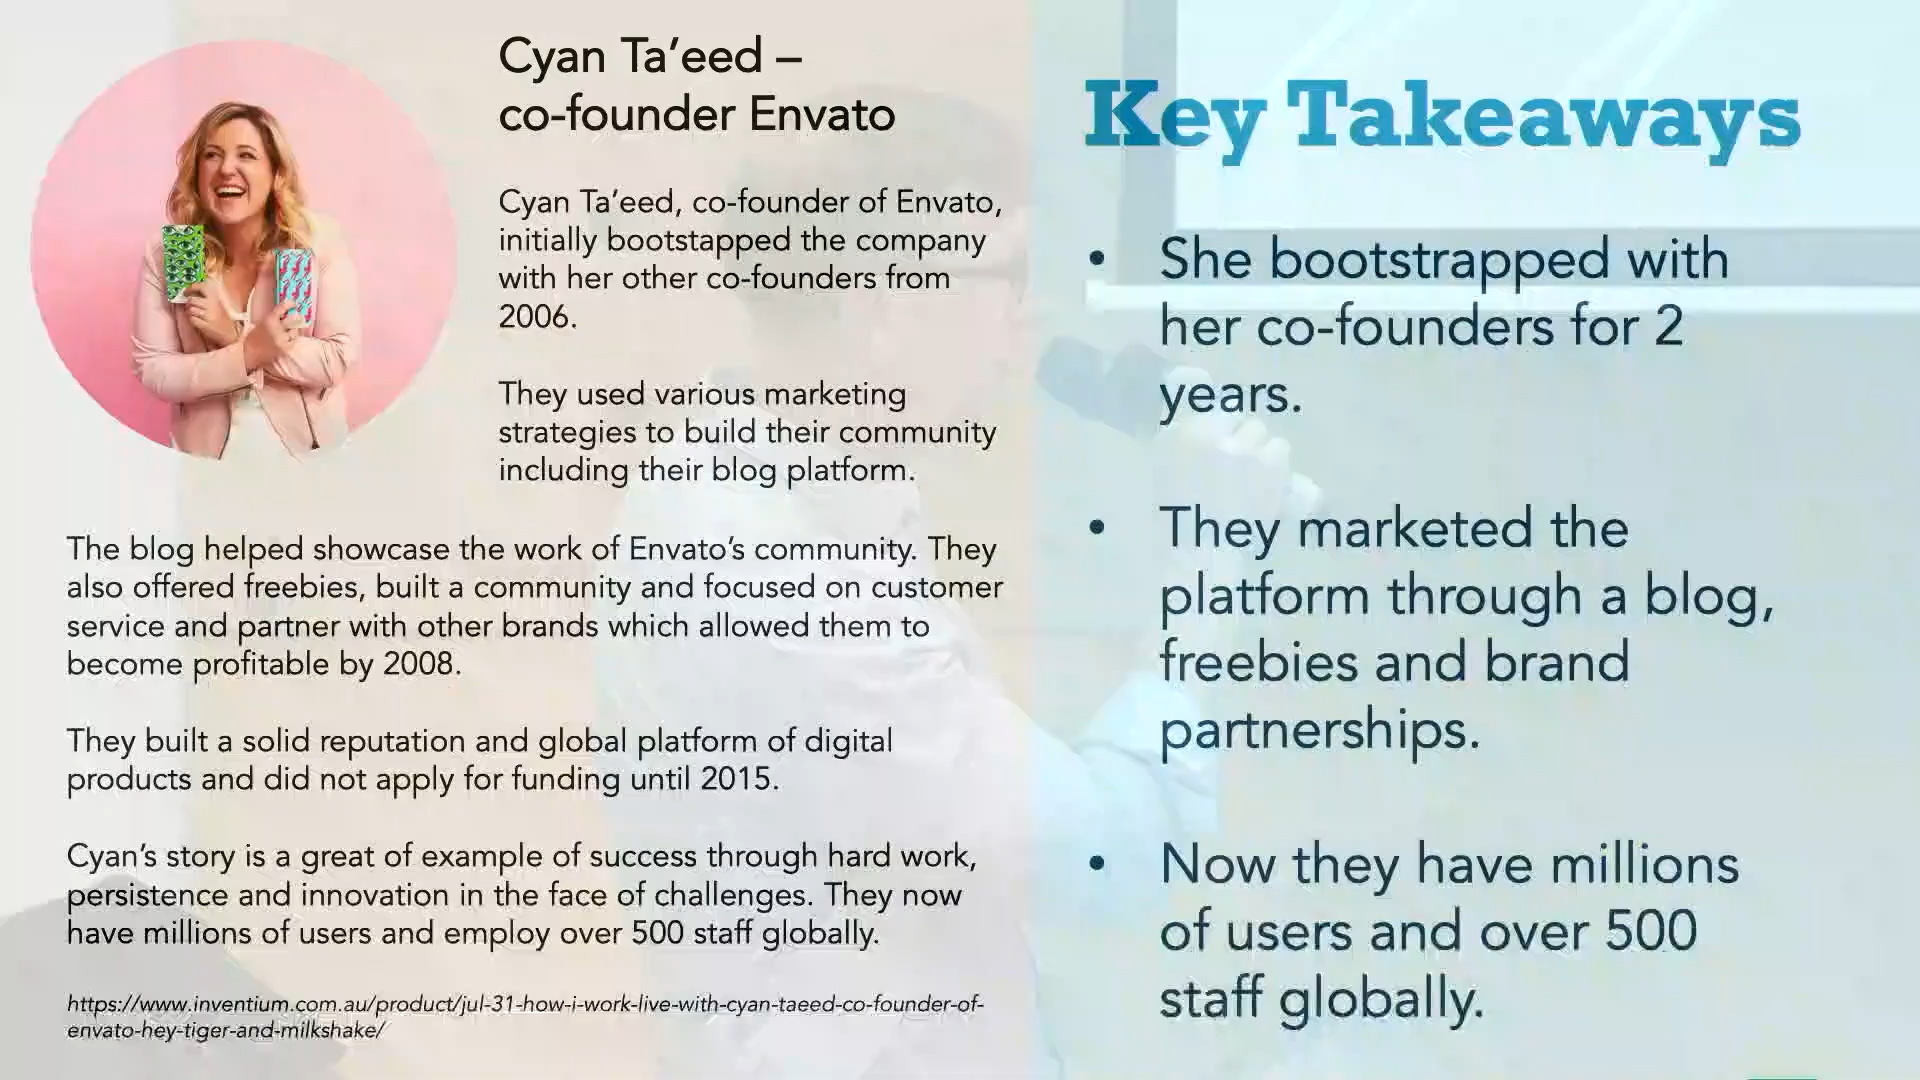 Cyan Ta’eed –
co-founder Envato
Cyan Ta’eed, co-founder of Envato,
initially bootstapped the company
with her other co-founders from
2006.
They used various marketing
strategies to build their community
including their blog platform.
The blog helped showcase the work of Envato’s community. They
also offered freebies, built a community and focused on customer
service and partner with other brands which allowed them to
become profitable by 2008.
They built a solid reputation and global platform of digital
products and did not apply for funding until 2015.
Cyan’s story is a great of example of success through hard work,
persistence and innovation in the face of challenges. They now
have millions of users and employ over 500 staff globally.
https://www.inventium.com.au/product/jul-31-how-i-work-live-with-cyan-taeed-co-founder-of-
envato-hey-tiger-and-milkshake/
Key Takeaways
• She bootstrapped with
her co-founders for 2
years.
• They marketed the
platform through a blog,
freebies and brand
partnerships.
• Now they have millions
of users and over 500
staff globally.